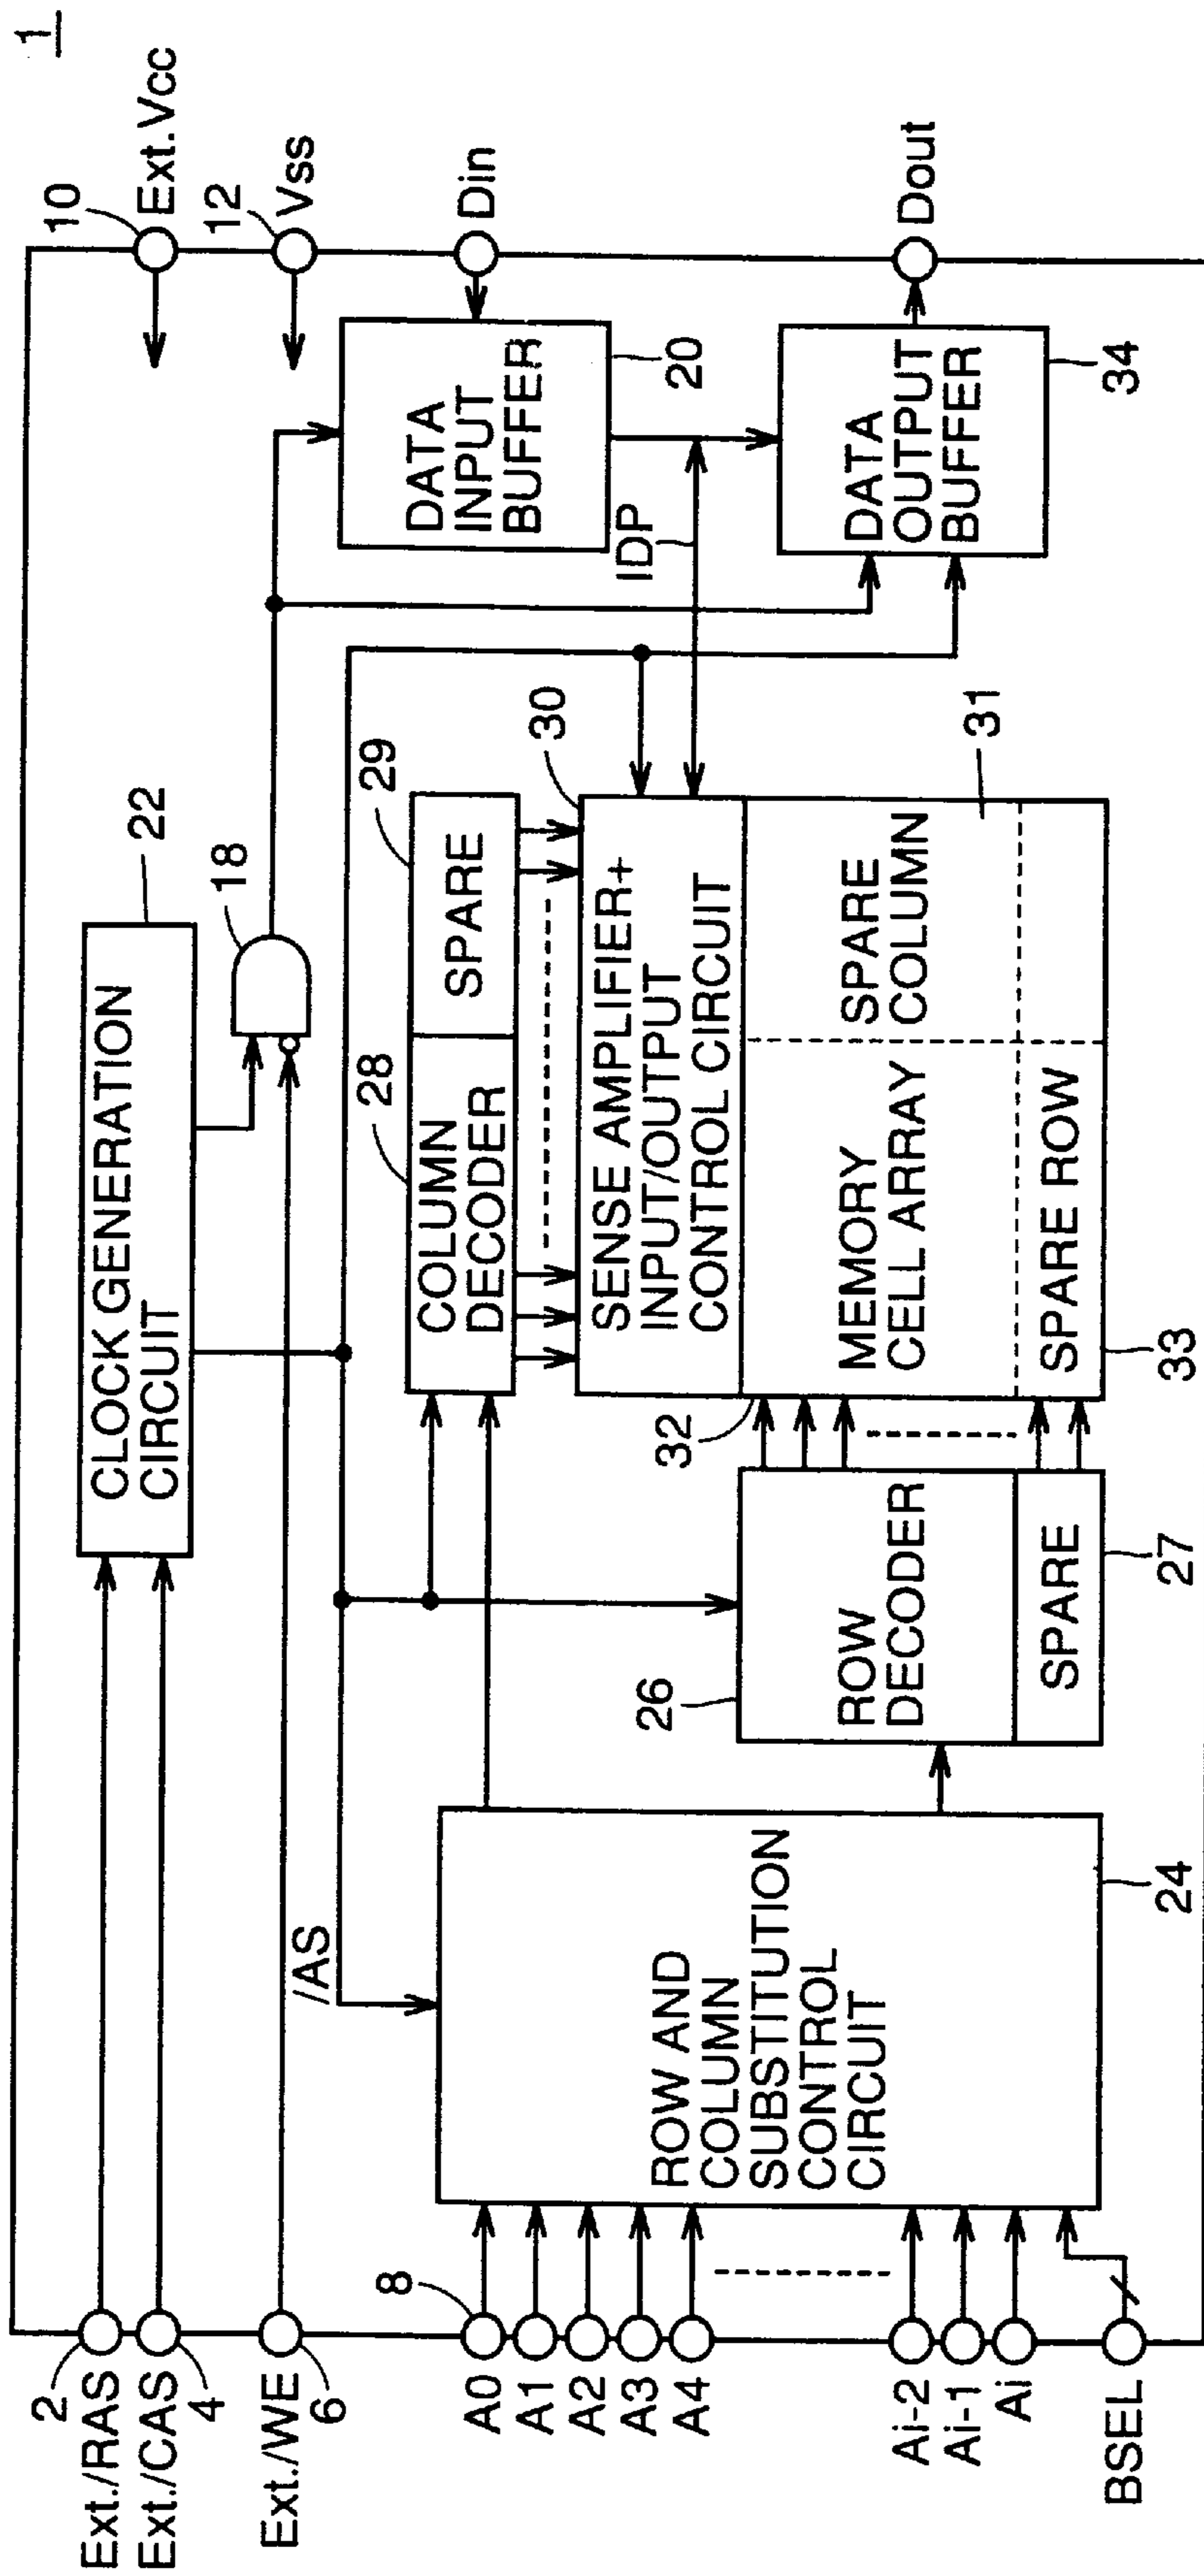 1
2
Ext./RAS
Ext./CAS
4
Ext./WE
6
CLOCK GENERATION
CIRCUIT
22
18
10
Ext.Vcc
12
Vss
/AS
8
A0
A1
A2
A3
A4
Ai-2
Ai-1
Ai
BSEL
ROW AND
COLUMN
SUBSTITUTION
CONTROL
CIRCUIT
24
26
ROW
DECODER
SPARE
27
28
COLUMN
DECODER
29
SPARE
30
SENSE AMPLIFIER+
INPUT/OUTPUT
CONTROL CIRCUIT
32
MEMORY
CELL ARRAY
SPARE
COLUMN
31
SPARE ROW
33
DATA
INPUT
BUFFER
20
Din
IDP
DATA
OUTPUT
BUFFER
34
Dout